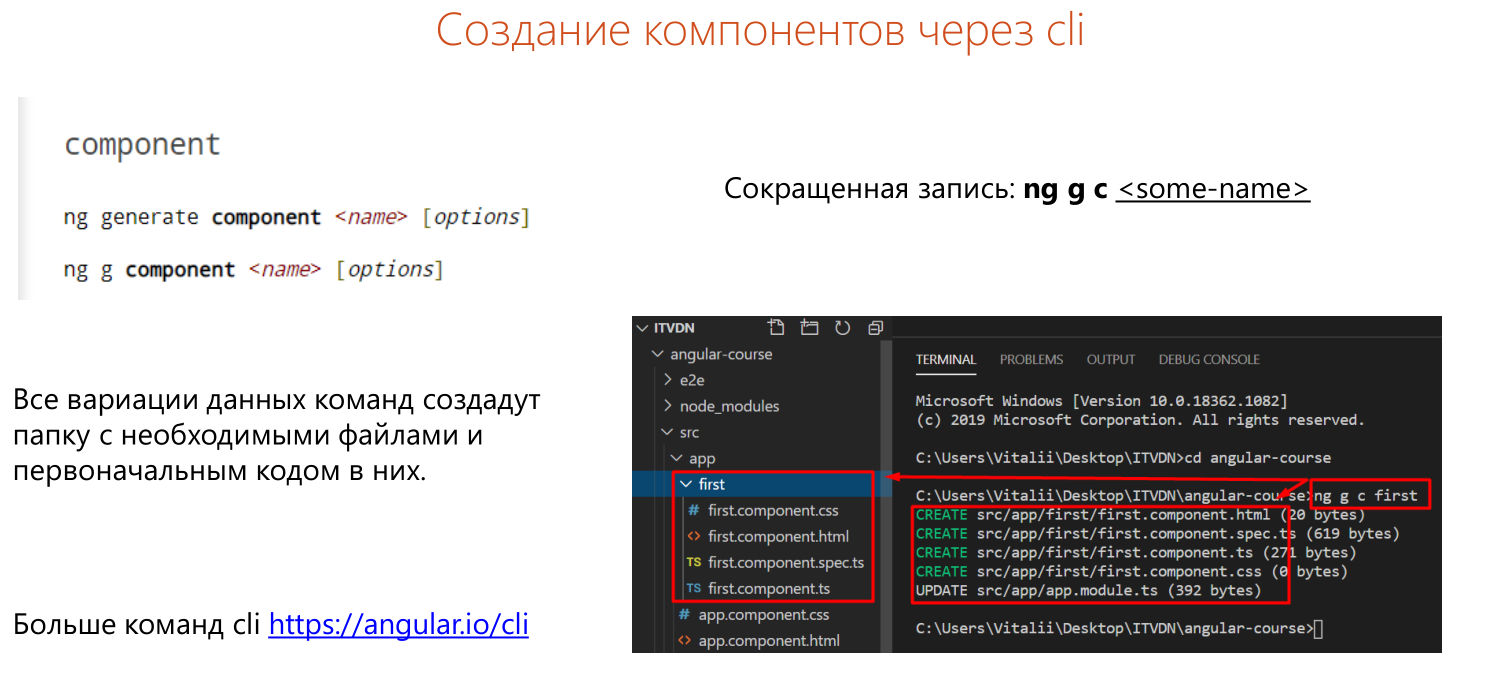 Создание компонентов через cli
component
ng generate component <name> [options]
ng g component <name> [options]
Сокращенная запись: ng g c <some-name>
Все вариации данных команд создадут
папку с необходимыми файлами и
первоначальным кодом в них.
Больше команд cli https://angular.io/cli
ITVDN
angular-course
e2e
node_modules
src
app
first
# first.component.css
<> first.component.html
TS first.component.spec.ts
TS first.component.ts
# app.component.css
<> app.component.html
TERMINAL PROBLEMS OUTPUT DEBUG CONSOLE
Microsoft Windows [Version 10.0.18362.1082]
(c) 2019 Microsoft Corporation. All rights reserved.
C:\Users\Vitalii\Desktop\ITVDN>cd angular-course
C:\Users\Vitalii\Desktop\ITVDN\angular-course>ng g c first
CREATE src/app/first/first.component.html (20 bytes)
CREATE src/app/first/first.component.spec.ts (619 bytes)
CREATE src/app/first/first.component.ts (271 bytes)
CREATE src/app/first/first.component.css (0 bytes)
UPDATE src/app/app.module.ts (392 bytes)
C:\Users\Vitalii\Desktop\ITVDN\angular-course>